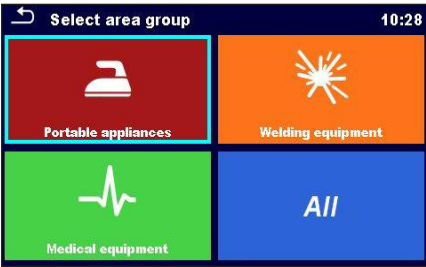 Select area group 10:28
Portable appliances
Welding equipment
Medical equipment
All